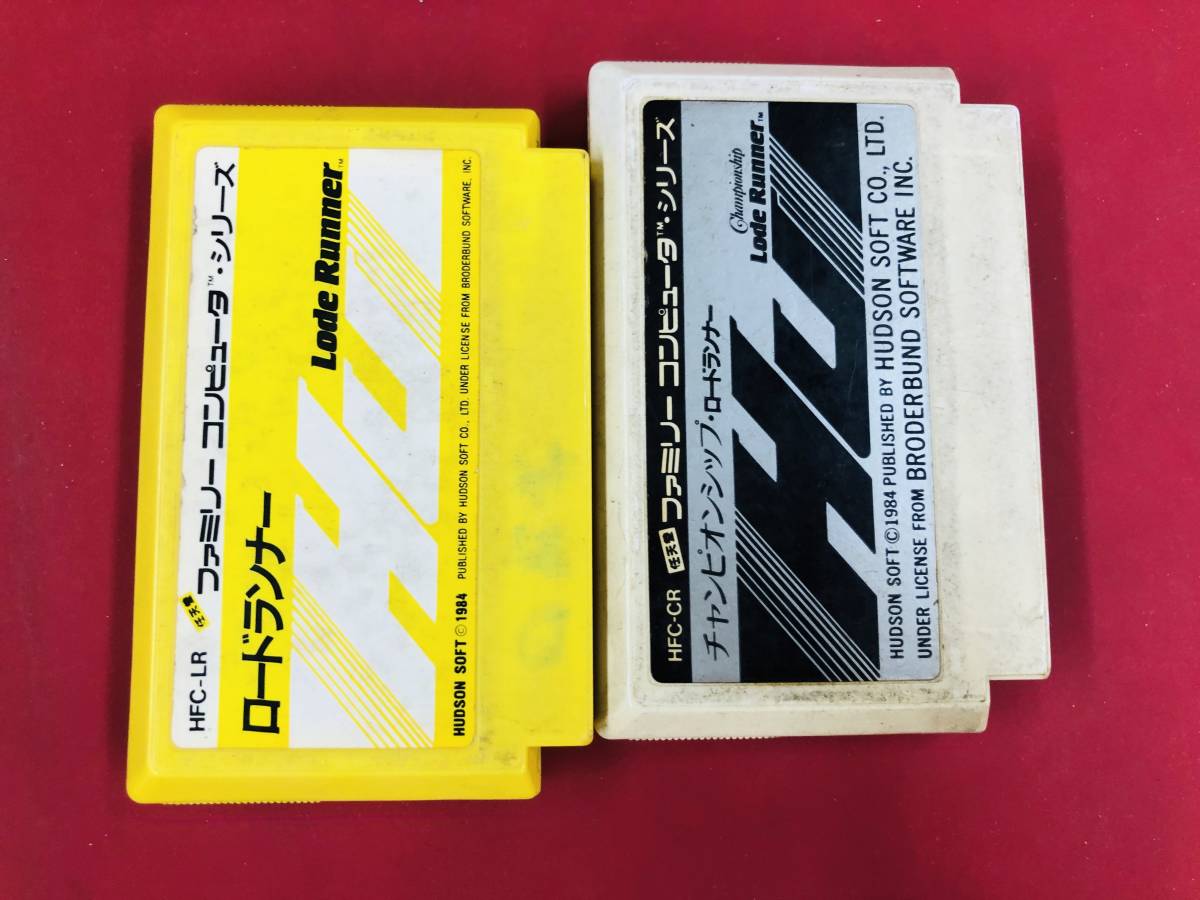 HFC-LR 任天堂 ファミリー コンピュータ™・シリーズ
ロードランナー
Lode Runner™
HUDSON SOFT © 1984 PUBLISHED BY HUDSON SOFT CO., LTD. UNDER LICENSE FROM BRODERBUND SOFTWARE, INC.
HFC-CR 任天堂 ファミリー コンピュータ™・シリーズ
チャンピオンシップ・ロードランナー
Championship
Lode Runner™
HUDSON SOFT ©1984 PUBLISHED BY HUDSON SOFT CO., LTD.
UNDER LICENSE FROM BRODERBUND SOFTWARE INC.